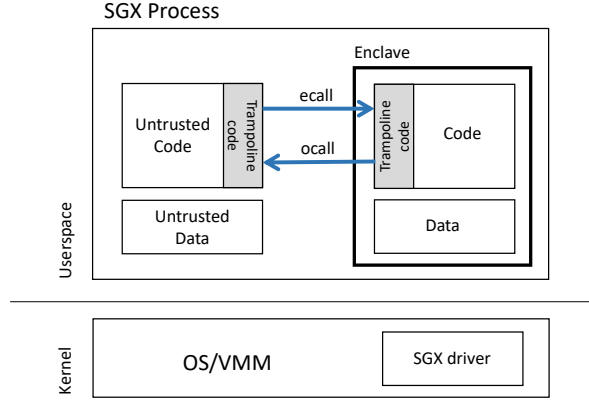 SGX Process
Enclave
Untrusted
Code
Trampoline
code
ecall
ocall
Trampoline
code
Code
Untrusted
Data
Data
Userspace
Kernel
OS/VMM
SGX driver